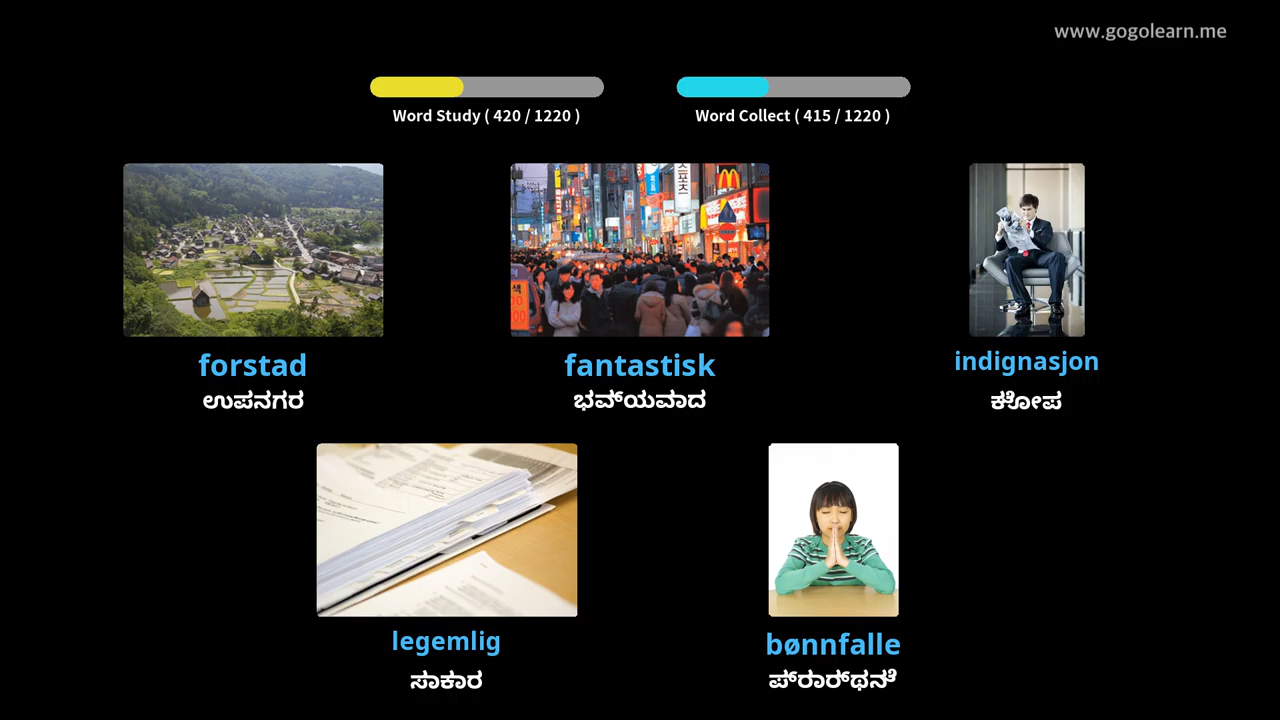 www.gogolearn.me
Word Study ( 420 / 1220 )
Word Collect ( 415 / 1220 )
forstad
ಉಪನಗರ
fantastisk
ಭವ್ಯವಾದ
indignasjon
ಕೋಪ
legemlig
ಸಾಕಾರ
bønnfalle
ಪ್ರಾರ್ಥನೆ